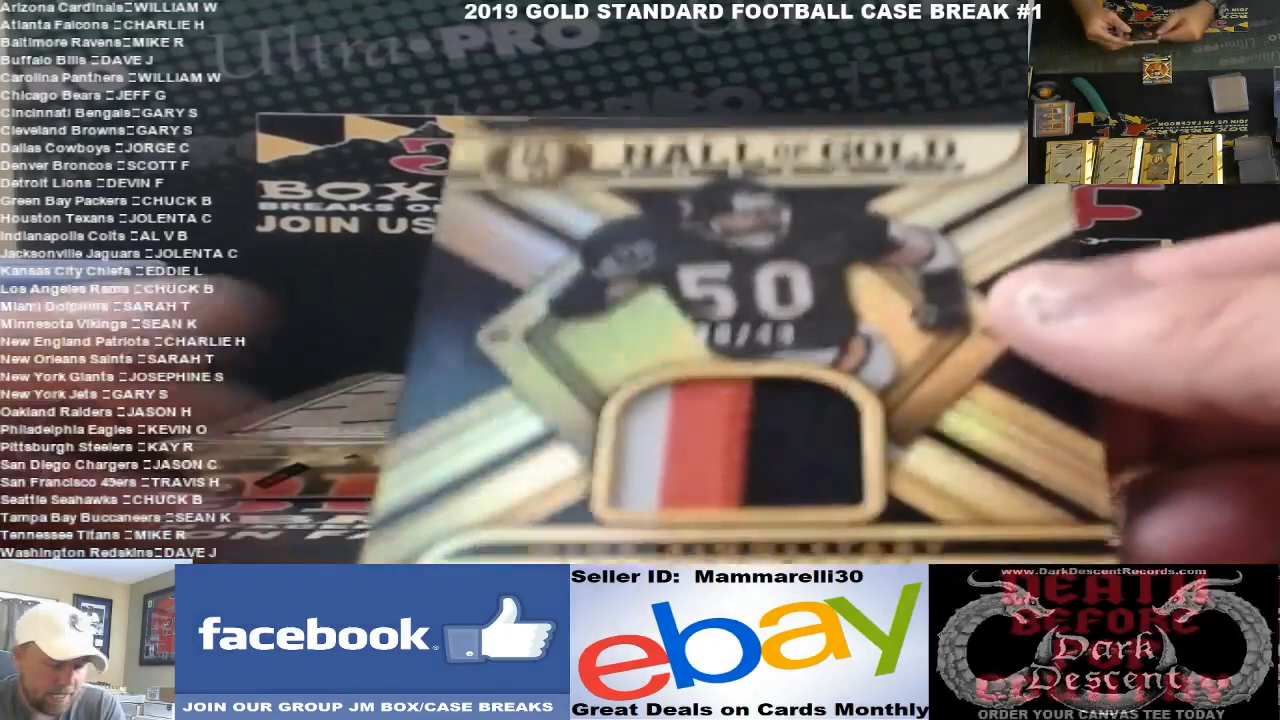 2019 GOLD STANDARD FOOTBALL CASE BREAK #1
Arizona Cardinals□WILLIAM W
Atlanta Falcons □CHARLIE H
Baltimore Ravens□MIKE R
Buffalo Bills □DAVE J
Carolina Panthers □WILLIAM W
Chicago Bears □JEFF G
Cincinnati Bengals□GARY S
Cleveland Browns□GARY S
Dallas Cowboys □JORGE C
Denver Broncos □SCOTT F
Detroit Lions □DEVIN F
Green Bay Packers □CHUCK B
Houston Texans □JOLENTA C
Indianapolis Colts □AL V B
Jacksonville Jaguars □JOLENTA C
Kansas City Chiefs □EDDIE L
Los Angeles Rams □CHUCK B
Miami Dolphins □SARAH T
Minnesota Vikings □SEAN K
New England Patriots □CHARLIE H
New Orleans Saints □SARAH T
New York Giants □JOSEPHINE S
New York Jets □GARY S
Oakland Raiders □JASON H
Philadelphia Eagles □KEVIN O
Pittsburgh Steelers □KAY R
San Diego Chargers □JASON C
San Francisco 49ers □TRAVIS H
Seattle Seahawks □CHUCK B
Tampa Bay Buccaneers □SEAN K
Tennessee Titans □MIKE R
Washington Redskins□DAVE J
Ultra PRO
HALL OF GOLD
50
BOX
BREAKS
JOIN US
facebook
JOIN OUR GROUP JM BOX/CASE BREAKS
Seller ID: Mammarelli30
ebay
Great Deals on Cards Monthly
www.DarkDescentRecords.com
DEATH
BEFORE
Dark
Descent
ORDER YOUR CANVAS TEE TODAY